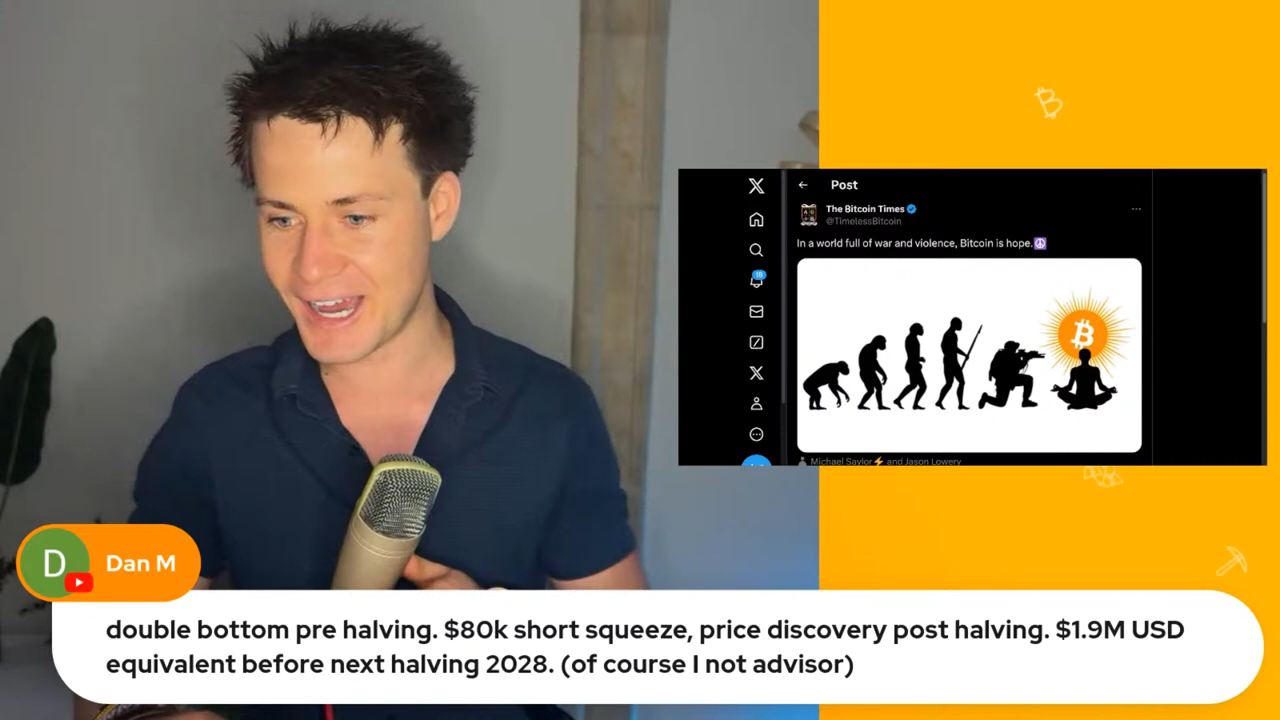 Post
The Bitcoin Times
@TimelessBitcoin
In a world full of war and violence, Bitcoin is hope.
18
Michael Saylor⚡ and Jason Lowery
D
Dan M
double bottom pre halving. $80k short squeeze, price discovery post halving. $1.9M USD
equivalent before next halving 2028. (of course I not advisor)